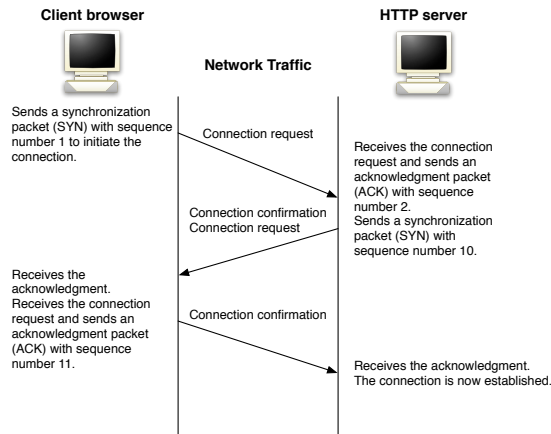 Client browser
HTTP server
Network Traffic
Sends a synchronization
packet (SYN) with sequence
number 1 to initiate the
connection.
Connection request
Receives the connection
request and sends an
acknowledgment packet
(ACK) with sequence
number 2.
Sends a synchronization
packet (SYN) with
sequence number 10.
Connection confirmation
Connection request
Receives the
acknowledgment.
Receives the connection
request and sends an
acknowledgment packet
(ACK) with sequence
number 11.
Connection confirmation
Receives the acknowledgment.
The connection is now established.